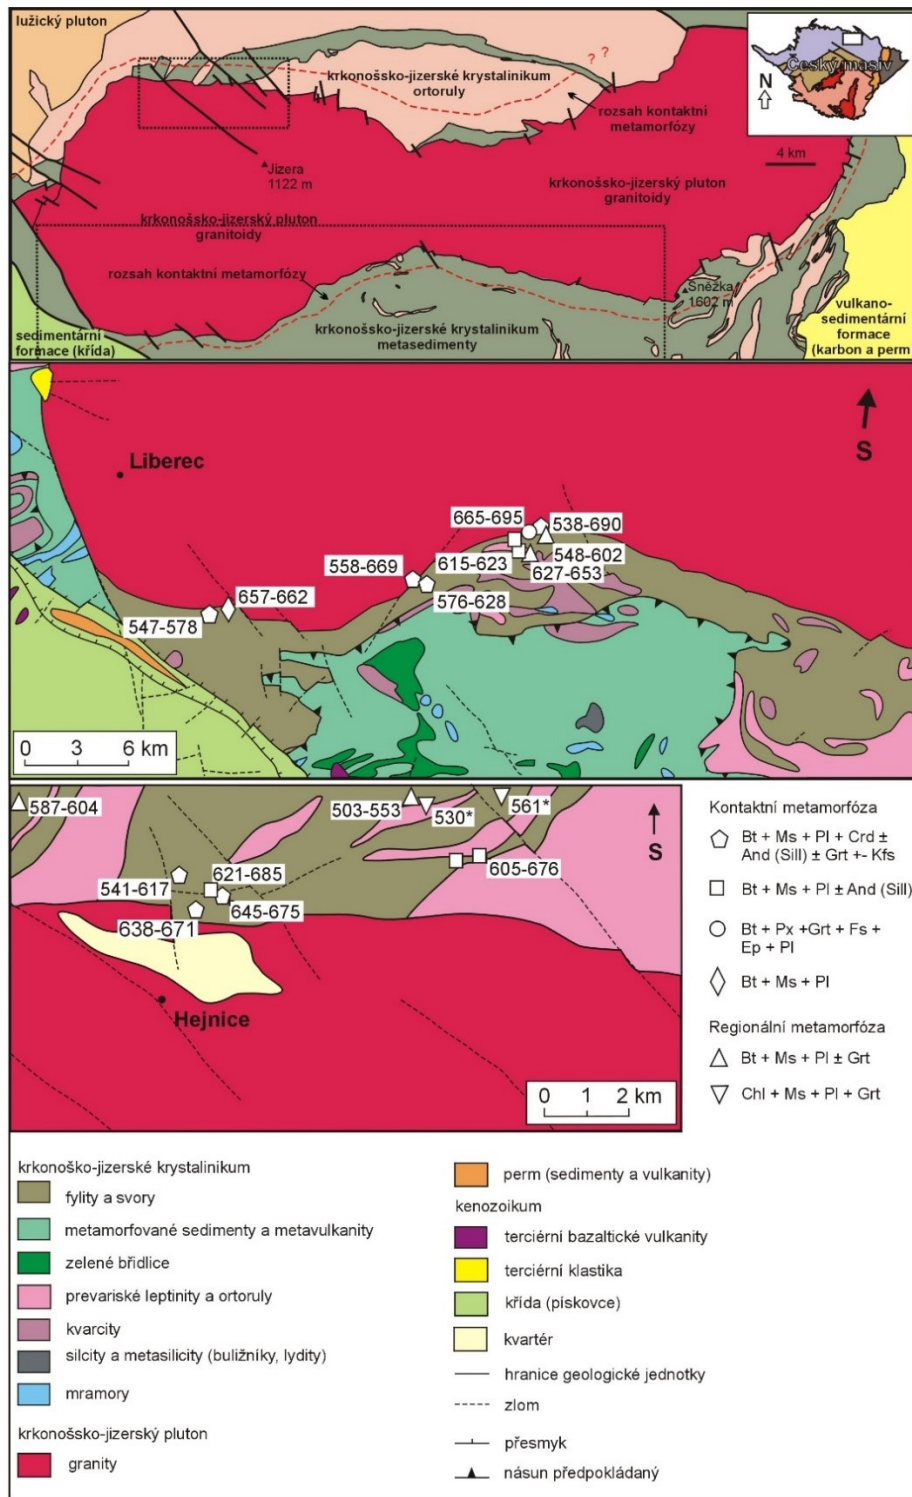 lužický pluton
krkonošsko-jizerské krystalinikum
ortoruly
? ?
rozsah kontaktní
metamorfózy
Český masiv
N
4 km
Jizera
1122 m
krkonošsko-jizerský pluton
granitoidy
krkonošsko-jizerský pluton
granitoidy
rozsah kontaktní metamorfózy
Sněžka
1602 m
sedimentární
formace (křída)
krkonošsko-jizerské krystalinikum
metasedimenty
vulkano-
sedimentární
formace
(karbon a perm
S
Liberec
665-695
538-690
558-669
615-623
548-602
627-653
657-662
576-628
547-578
0 3 6 km
587-604
503-553
530*
561*
S
541-617
621-685
605-676
645-675
638-671
Hejnice
0 1 2 km
Kontaktní metamorfóza
Bt + Ms + Pl + Crd ±
And (Sill) ± Grt +- Kfs
Bt + Ms + Pl ± And (Sill)
Bt + Px +Grt + Fs +
Ep + Pl
Bt + Ms + Pl
Regionální metamorfóza
Bt + Ms + Pl ± Grt
Chl + Ms + Pl + Grt
krkonoško-jizerské krystalinikum
fylity a svory
metamorfované sedimenty a metavulkanity
zelené břidlice
prevariské leptinity a ortoruly
kvarcity
silcity a metasilicity (buližníky, lydity)
mramory
krkonošsko-jizerský pluton
granity
perm (sedimenty a vulkanity)
kenozoikum
terciérní bazaltické vulkanity
terciérní klastika
křída (pískovce)
kvartér
hranice geologické jednotky
zlom
přesmyk
násun předpokládaný